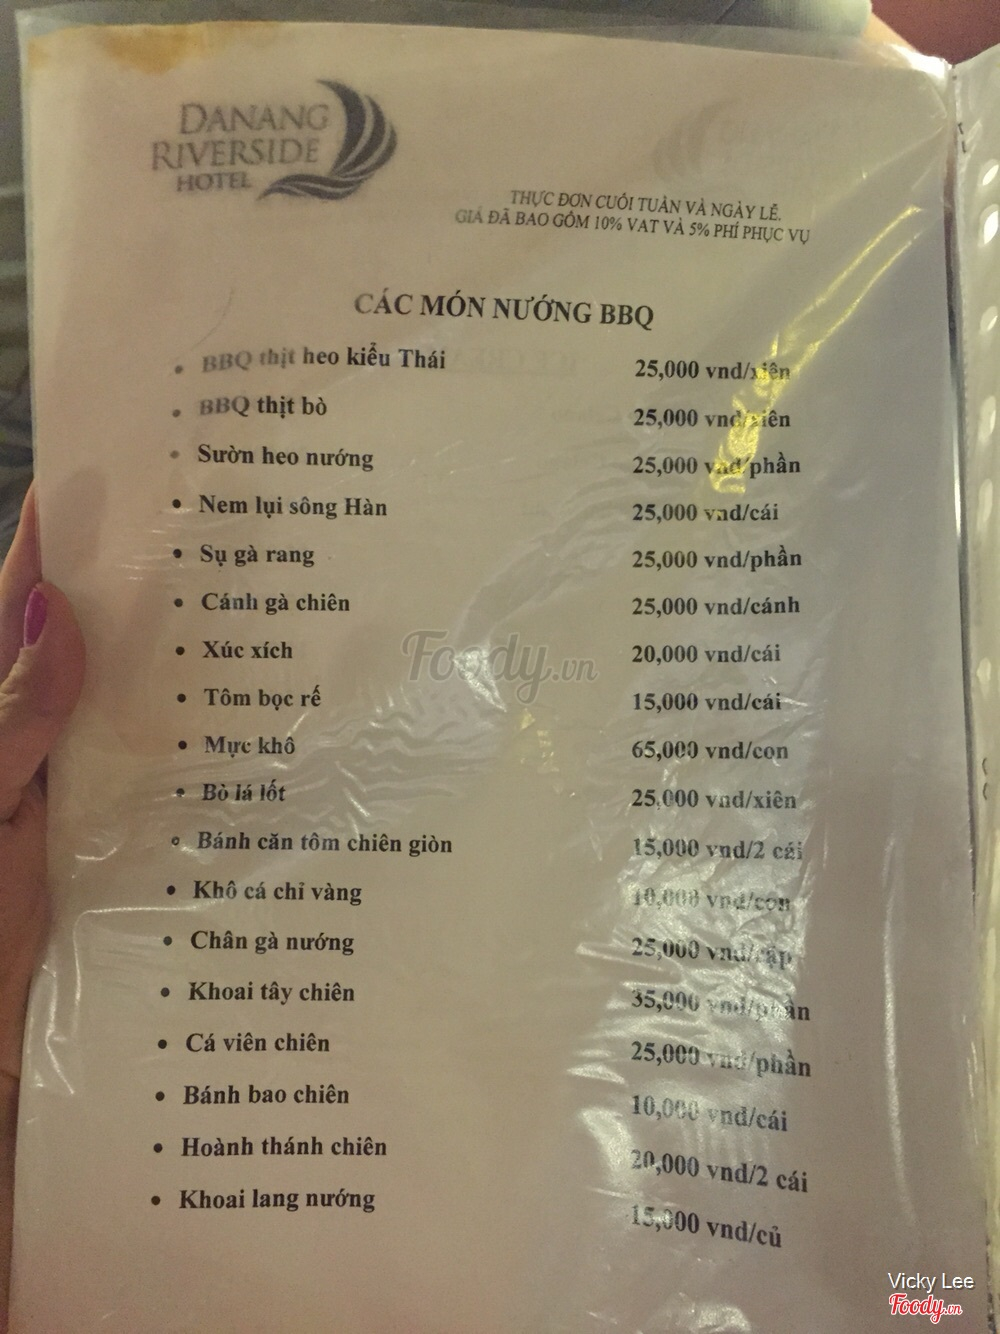 DANANG
RIVERSIDE
HOTEL
THỰC ĐƠN CUỐI TUẦN VÀ NGÀY LỄ.
GIÁ ĐÃ BAO GỒM 10% VAT VÀ 5% PHÍ PHỤC VỤ
CÁC MÓN NƯỚNG BBQ
• BBQ thịt heo kiểu Thái 25,000 vnd/xiên
• BBQ thịt bò 25,000 vnd/xiên
• Sườn heo nướng 25,000 vnd/phần
• Nem lụi sông Hàn 25,000 vnd/cái
• Sụ gà rang 25,000 vnd/phần
• Cánh gà chiên 25,000 vnd/cánh
• Xúc xích 20,000 vnd/cái
• Tôm bọc rế 15,000 vnd/cái
• Mực khô 65,000 vnd/con
• Bò lá lốt 25,000 vnd/xiên
• Bánh căn tôm chiên giòn 15,000 vnd/2 cái
• Khô cá chỉ vàng 10,000 vnd/con
• Chân gà nướng 25,000 vnd/cặp
• Khoai tây chiên 35,000 vnd/phần
• Cá viên chiên 25,000 vnd/phần
• Bánh bao chiên 10,000 vnd/cái
• Hoành thánh chiên 20,000 vnd/2 cái
• Khoai lang nướng 15,000 vnd/củ
Foody.vn
Vicky Lee
Foody.vn